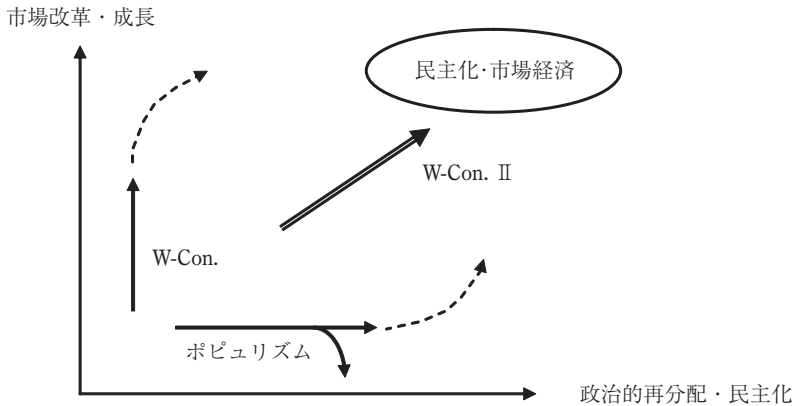 市場改革・成長
民主化・市場経済
W-Con. Ⅱ
W-Con.
ポピュリズム
政治的再分配・民主化